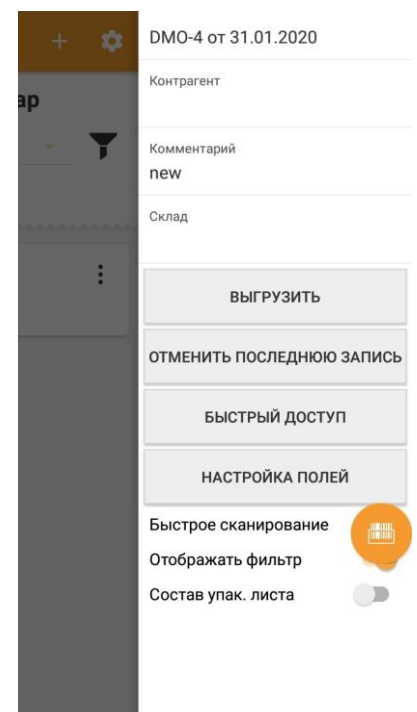 DMO-4 от 31.01.2020
Контрагент
ар
Комментарий
new
Склад
ВЫГРУЗИТЬ
ОТМЕНИТЬ ПОСЛЕДНЮЮ ЗАПИСЬ
БЫСТРЫЙ ДОСТУП
НАСТРОЙКА ПОЛЕЙ
Быстрое сканирование
Отображать фильтр
Состав упак. листа